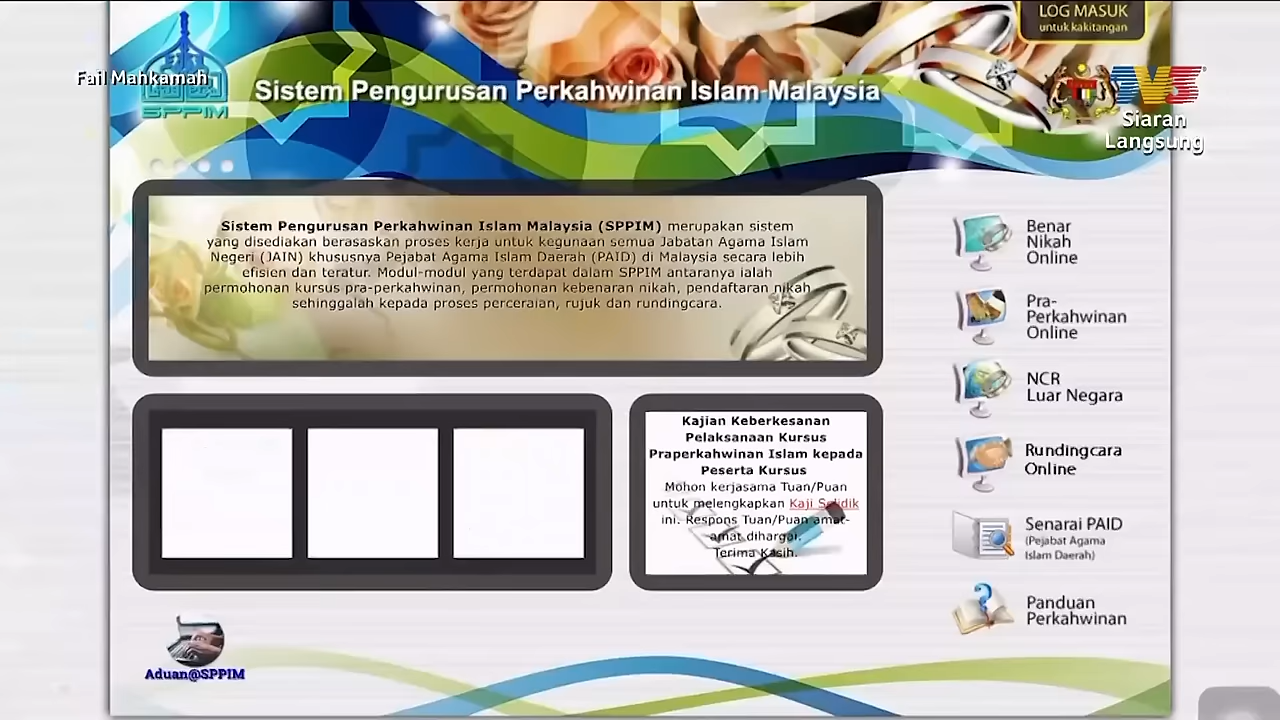 LOG MASUK
untuk kakitangan
Fail Mahkamah
SPPIM
Sistem Pengurusan Perkahwinan Islam Malaysia
Siaran
Langsung
Sistem Pengurusan Perkahwinan Islam Malaysia (SPPIM) merupakan sistem
yang disediakan berasaskan proses kerja untuk kegunaan semua Jabatan Agama Islam
Negeri (JAIN) khususnya Pejabat Agama Islam Daerah (PAID) di Malaysia secara lebih
efisien dan teratur. Modul-modul yang terdapat dalam SPPIM antaranya ialah
permohonan kursus pra-perkahwinan, permohonan kebenaran nikah, pendaftaran nikah
sehinggalah kepada proses perceraian, rujuk dan rundingcara.
Benar
Nikah
Online
Pra-
Perkahwinan
Online
NCR
Luar Negara
Rundingcara
Online
Senarai PAID
(Pejabat Agama
Islam Daerah)
Panduan
Perkahwinan
Kajian Keberkesanan
Pelaksanaan Kursus
Praperkahwinan Islam kepada
Peserta Kursus
Mohon kerjasama Tuan/Puan
untuk melengkapkan Kaji Selidik
ini. Respons Tuan/Puan amat-
amat dihargai.
Terima Kasih.
Aduan@SPPIM